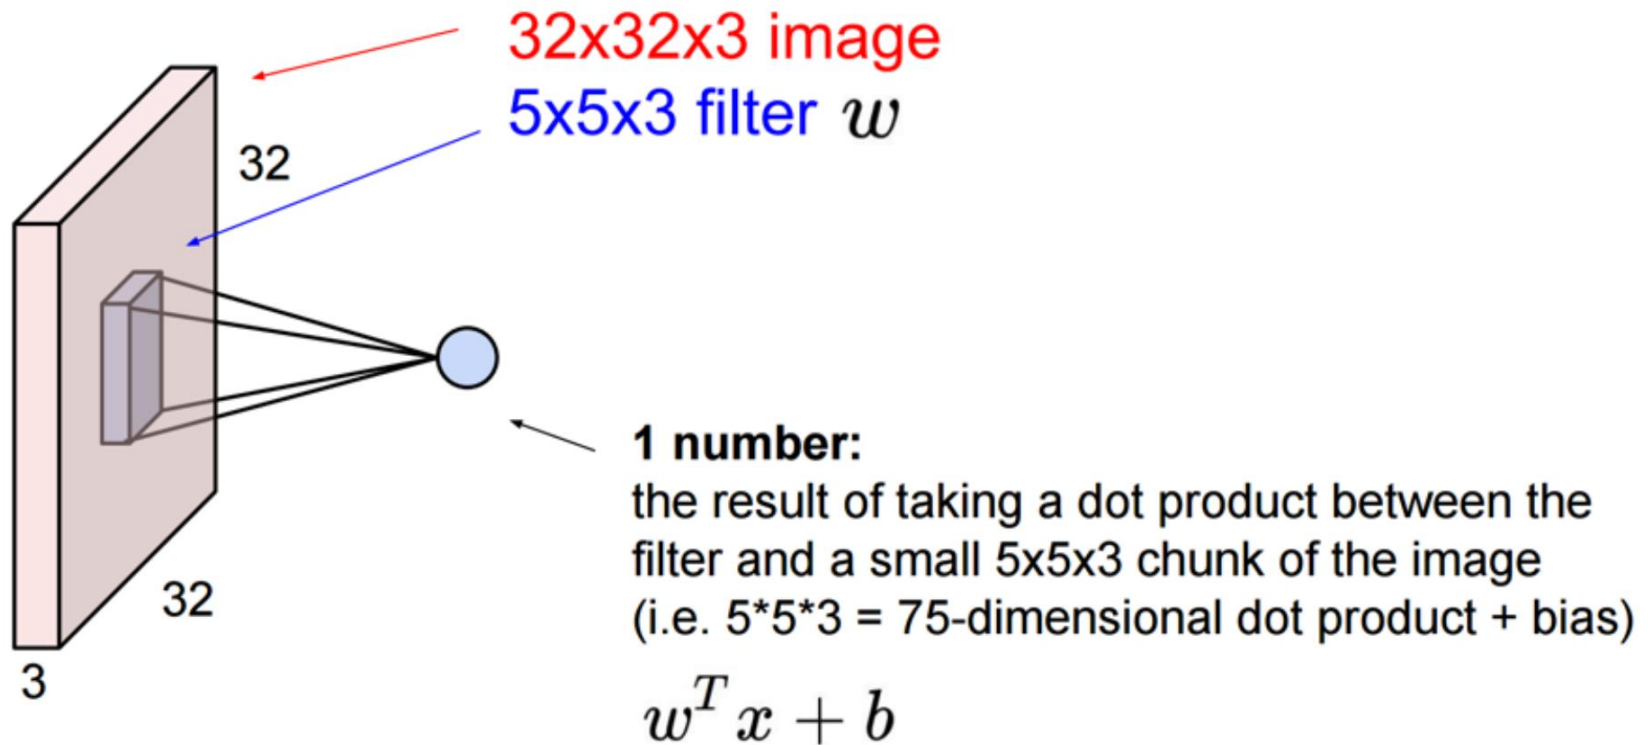 32x32x3 image
5x5x3 filter w
32
32
3
1 number:
the result of taking a dot product between the
filter and a small 5x5x3 chunk of the image
(i.e. 5*5*3 = 75-dimensional dot product + bias)
w^T x + b